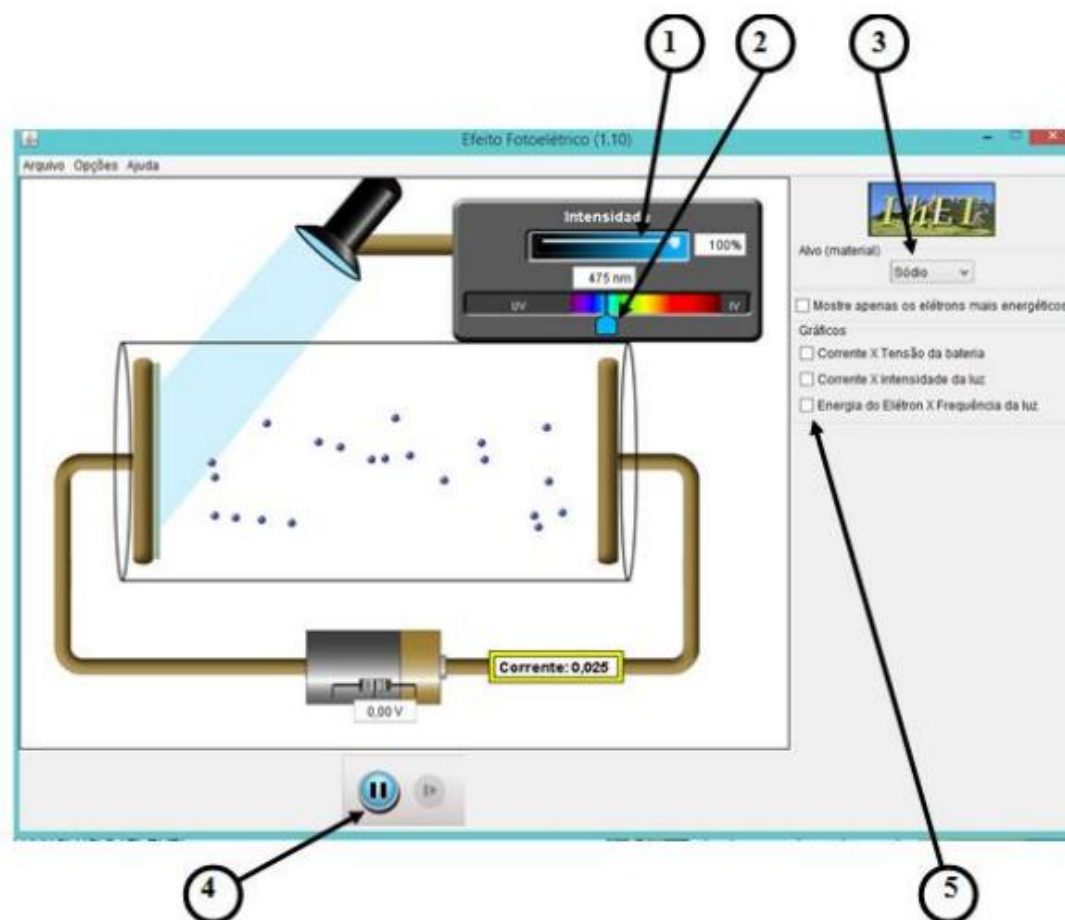 1
2
3
Efeito Fotoelétrico (1.10)
Arquivo Opções Ajuda
Intensidade
100%
475 nm
UV
IV
PhET
Alvo (material)
Sódio
Mostre apenas os elétrons mais energéticos
Gráficos
Corrente X Tensão da bateria
Corrente X Intensidade da luz
Energia do Elétron X Frequência da luz
Corrente: 0,025
0,00 V
4
5